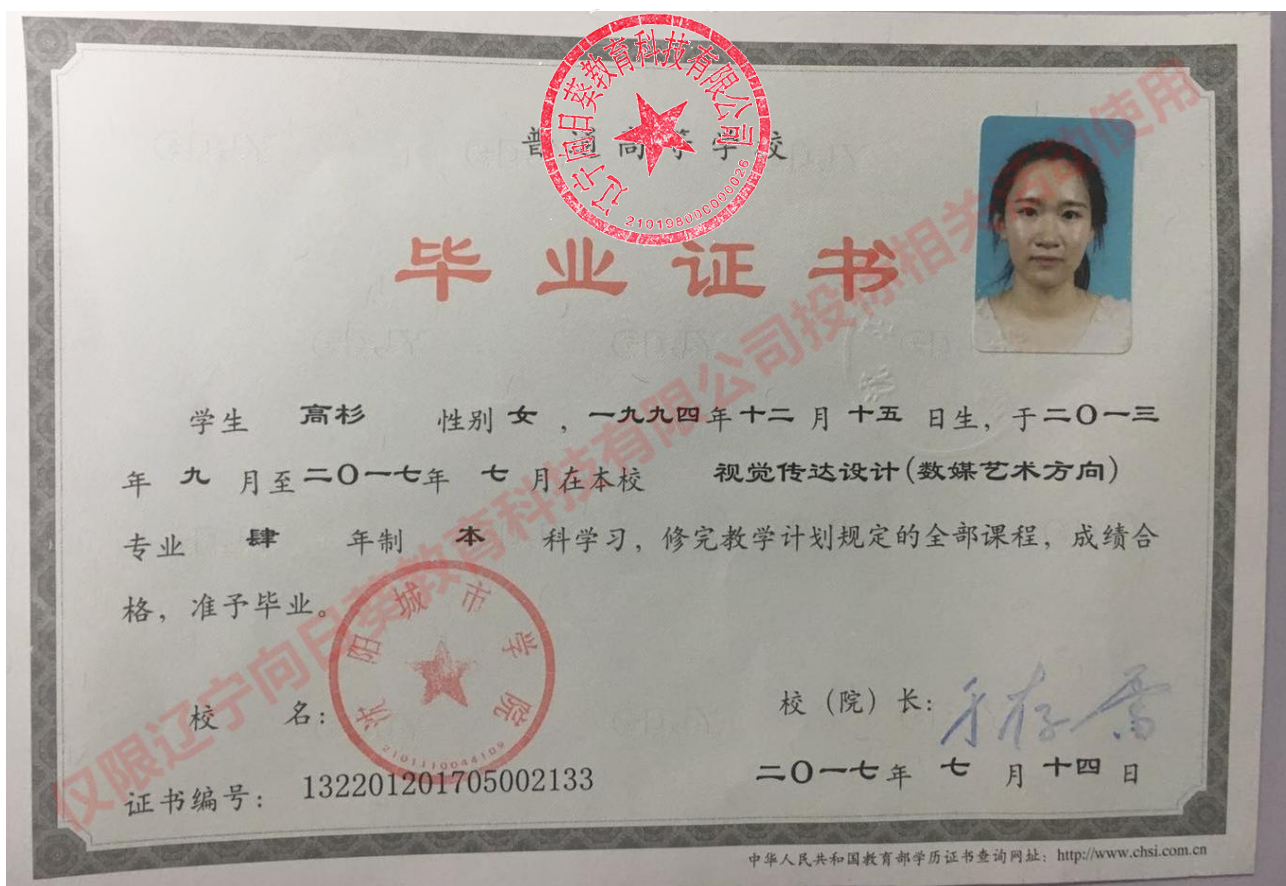 辽宁向日葵教育科技有限公司
2101980000000026
普通高等学校
毕业证书
学生 高杉 性别 女 ，一九九四年十二月十五日生，于二〇一三
年九月至二〇一七年七月在本校 视觉传达设计(数媒艺术方向)
专业 肆 年制 本 科学习，修完教学计划规定的全部课程，成绩合
格，准予毕业。
沈阳城市学院
2101110044109
校 名：
校（院）长：
证书编号： 132201201705002133
二〇一七年七月十四日
中华人民共和国教育部学历证书查询网址：http://www.chsi.com.cn
仅限辽宁向日葵教育科技有限公司投标相关活动使用